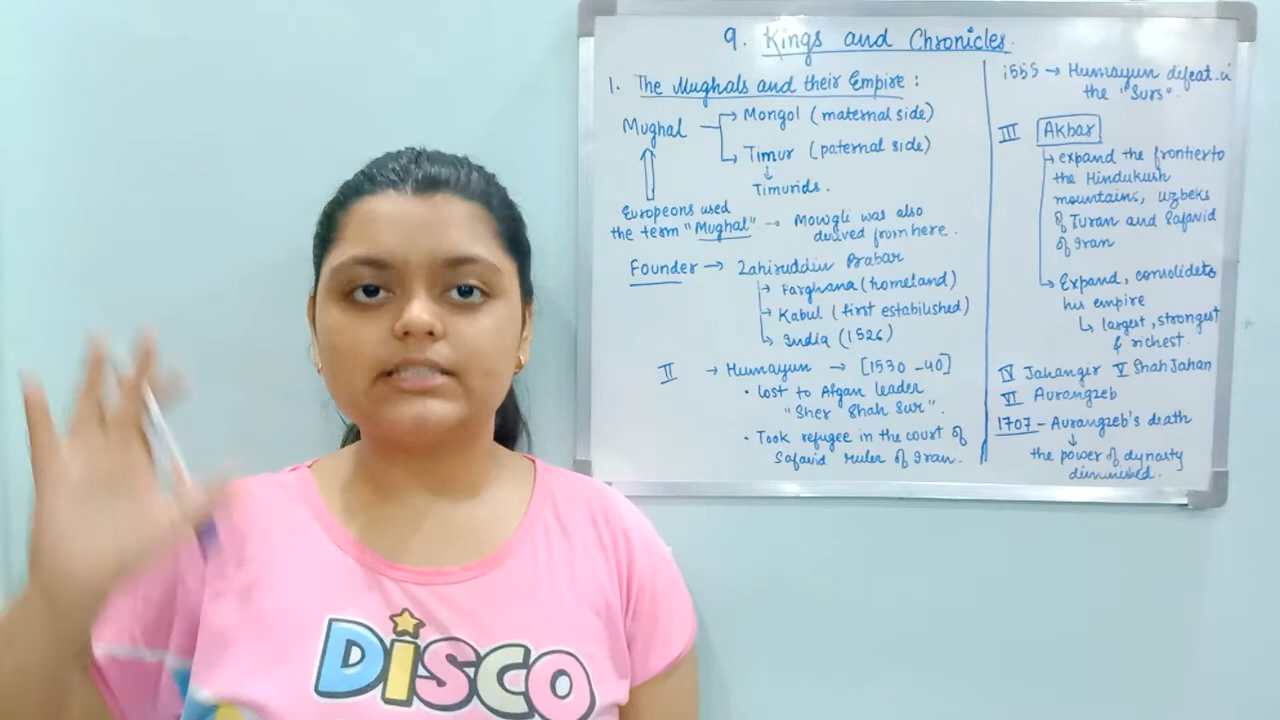 9. Kings and Chronicles.
1. The Mughals and their Empire :
Mughal → Mongol (maternal side)
→ Timur (paternal side)
↓
Timurids.
Europeons used
the term "Mughal" → Mowgli was also
derived from here.
Founder → Zahiruddin Prabar
→ Farghana (homeland)
→ Kabul (first established)
→ India (1526)
II → Humayun → [1530 -40]
• lost to Afgan leader
"Sher Shah Sur".
• Took refugee in the court of
Safavid ruler of Iran.
1555 → Humayun defeat
the "Surs".
III Akbar
→ expand the frontier to
the Hindukush
mountains, uzbeks
of Turan and Safavid
of Iran
→ Expand, consolidate
his empire
↳ largest, strongest
& richest.
IV Jahangir V Shah Jahan
VI Aurangzeb
1707 - Aurangzeb's death
↓
the power of dynasty
diminished.
DISCO